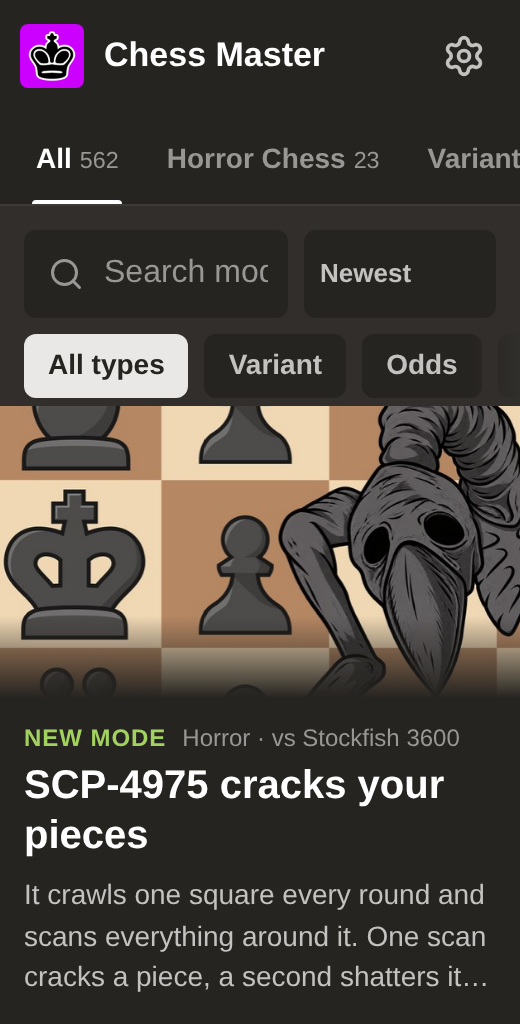 Chess Master
All 562 Horror Chess 23 Variant
Search mod Newest
All types Variant Odds
NEW MODE Horror · vs Stockfish 3600
SCP-4975 cracks your
pieces
It crawls one square every round and
scans everything around it. One scan
cracks a piece, a second shatters it…